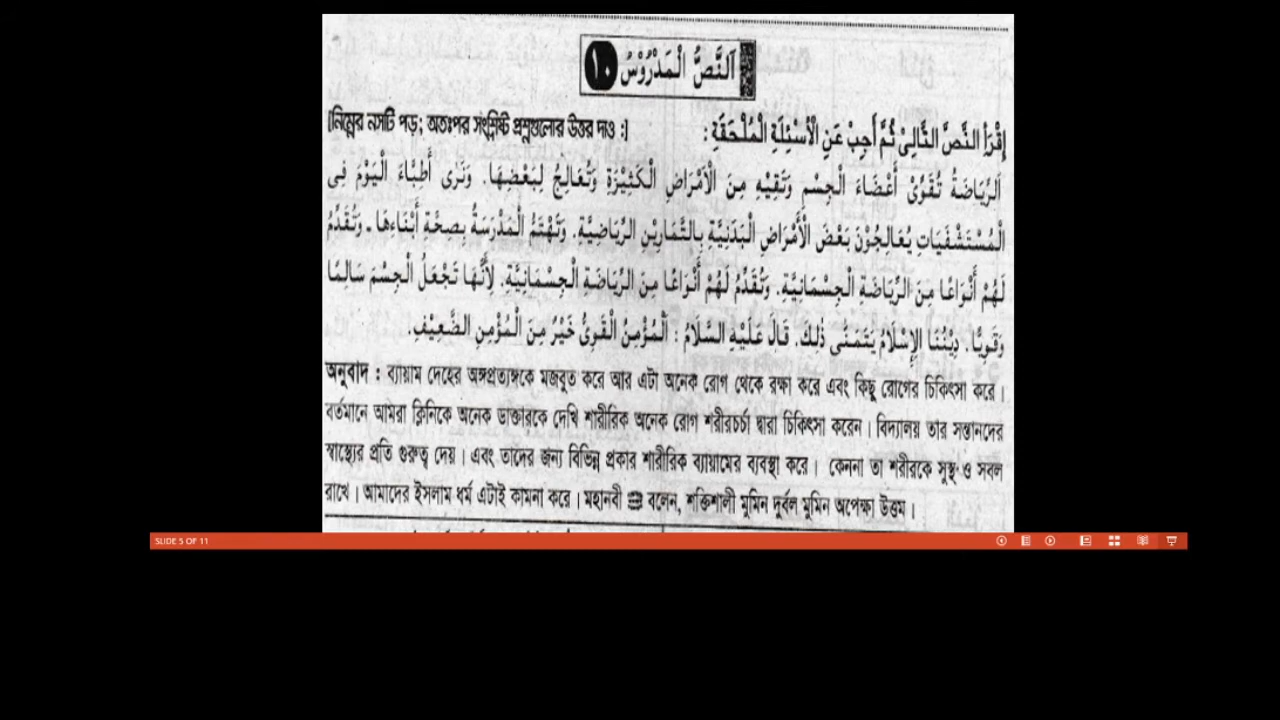 اَلنَّصُّ الْمَدْرُوْسُ ١٠
اِقْرَأِ النَّصَّ التَّالِىْ ثُمَّ أَجِبْ عَنِ الْأَسْئِلَةِ الْمُلْحَقَةِ : [নিম্নের নসটি পড়; অতঃপর সংশ্লিষ্ট প্রশ্নগুলোর উত্তর দাও :]
اَلرِّيَاضَةُ تُقَوِّىْ أَعْضَاءَ الْجِسْمِ وَتَقِيْهِ مِنَ الْأَمْرَاضِ الْكَثِيْرَةِ وَتُعَالِجُ لِبَعْضِهَا. وَنَرٰى أَطِبَّاءَ الْيَوْمَ فِى
الْمُسْتَشْفَيَاتِ يُعَالِجُوْنَ بَعْضَ الْأَمْرَاضِ الْبَدَنِيَّةِ بِالتَّمَارِيْنِ الرِّيَاضِيَّةِ. وَتَهْتَمُّ الْمَدْرَسَةُ بِصِحَّةِ أَبْنَاءِهَا ـ وَتُقَدِّمُ
لَهُمْ أَنْوَاعًا مِنَ الرِّيَاضَةِ الْجِسْمَانِيَّةِ. وَتُقَدِّمُ لَهُمْ أَنْوَاعًا مِنَ الرِّيَاضَةِ الْجِسْمَانِيَّةِ. لِأَنَّهَا تَجْعَلُ الْجِسْمَ سَالِمًا
وَقَوِيًّا. دِيْنُنَا الْإِسْلَامُ يَتَمَنّٰى ذٰلِكَ. قَالَ عَلَيْهِ السَّلَامُ : اَلْمُؤْمِنُ الْقَوِىُّ خَيْرٌ مِنَ الْمُؤْمِنِ الضَّعِيْفِ.
অনুবাদ : ব্যায়াম দেহের অঙ্গপ্রত্যঙ্গকে মজবুত করে আর এটা অনেক রোগ থেকে রক্ষা করে এবং কিছু রোগের চিকিৎসা করে।
বর্তমানে আমরা ক্লিনিকে অনেক ডাক্তারকে দেখি শারীরিক অনেক রোগ শরীরচর্চা দ্বারা চিকিৎসা করেন। বিদ্যালয় তার সন্তানদের
স্বাস্থ্যের প্রতি গুরুত্ব দেয়। এবং তাদের জন্য বিভিন্ন প্রকার শারীরিক ব্যায়ামের ব্যবস্থা করে। কেননা তা শরীরকে সুস্থ ও সবল
রাখে। আমাদের ইসলাম ধর্ম এটাই কামনা করে। মহানবী ﷺ বলেন, শক্তিশালী মুমিন দুর্বল মুমিন অপেক্ষা উত্তম।
SLIDE 5 OF 11